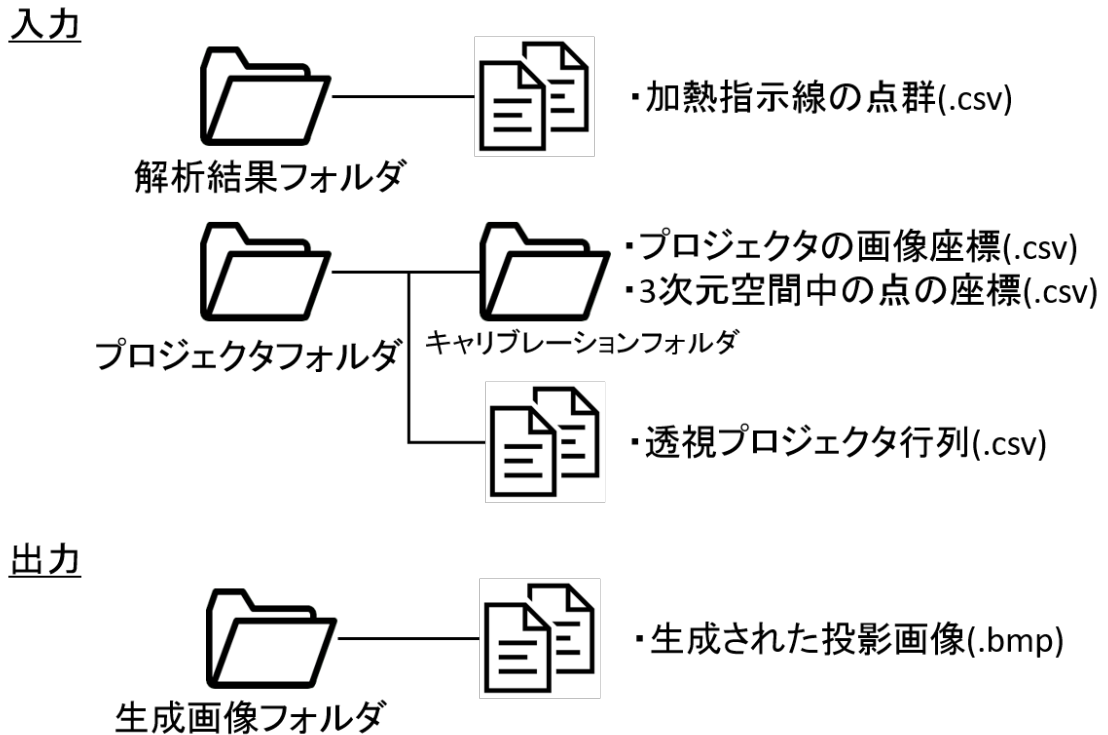 入力
・加熱指示線の点群(.csv)
解析結果フォルダ
・プロジェクタの画像座標(.csv)
・3次元空間中の点の座標(.csv)
キャリブレーションフォルダ
プロジェクタフォルダ
・透視プロジェクタ行列(.csv)
出力
・生成された投影画像(.bmp)
生成画像フォルダ